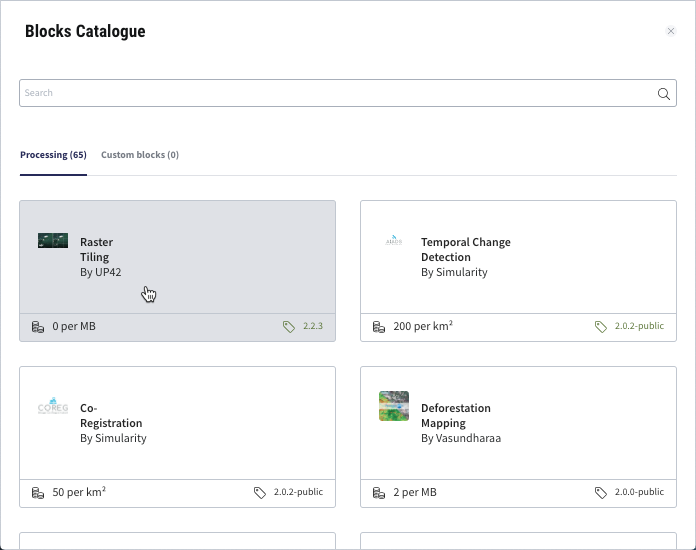 Blocks Catalogue
Search
Processing (65)
Custom blocks (0)
Raster
Tiling
By UP42
0 per MB
2.2.3
Temporal Change
Detection
By Simularity
200 per km²
2.0.2-public
COREG
Co-
Registration
By Simularity
50 per km²
2.0.2-public
Deforestation
Mapping
By Vasundharaa
2 per MB
2.0.0-public